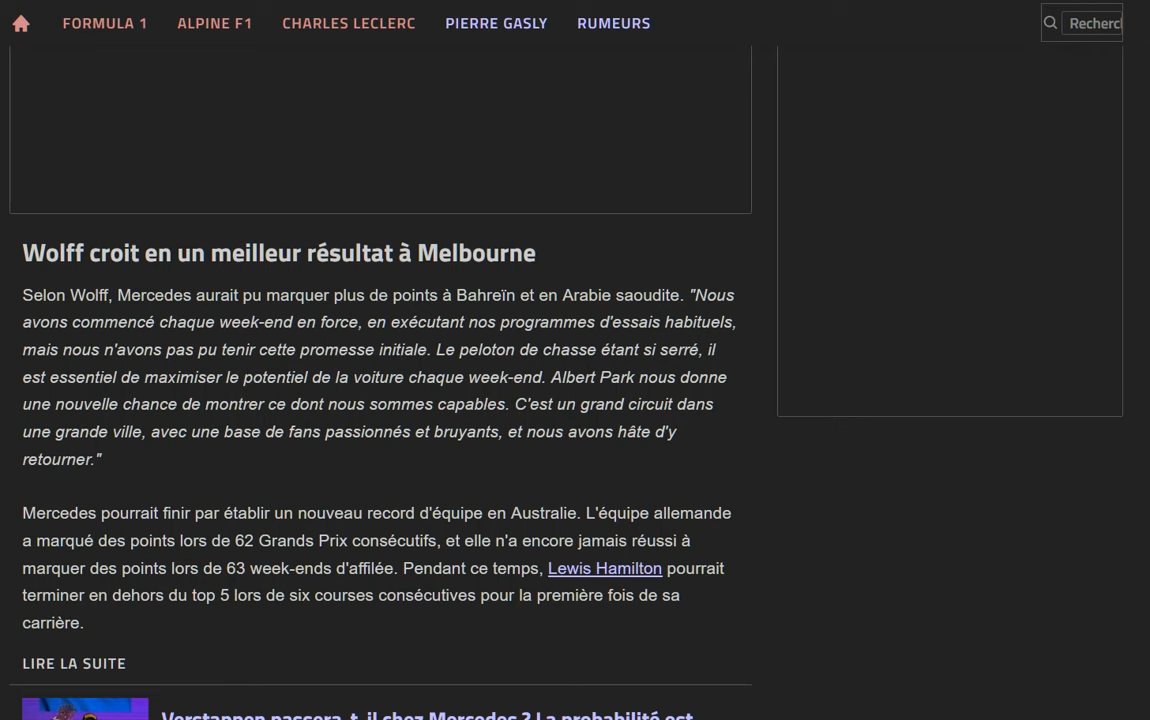 FORMULA 1 ALPINE F1 CHARLES LECLERC PIERRE GASLY RUMEURS
Wolff croit en un meilleur résultat à Melbourne
Selon Wolff, Mercedes aurait pu marquer plus de points à Bahreïn et en Arabie saoudite. "Nous
avons commencé chaque week-end en force, en exécutant nos programmes d'essais habituels,
mais nous n'avons pas pu tenir cette promesse initiale. Le peloton de chasse étant si serré, il
est essentiel de maximiser le potentiel de la voiture chaque week-end. Albert Park nous donne
une nouvelle chance de montrer ce dont nous sommes capables. C'est un grand circuit dans
une grande ville, avec une base de fans passionnés et bruyants, et nous avons hâte d'y
retourner."
Mercedes pourrait finir par établir un nouveau record d'équipe en Australie. L'équipe allemande
a marqué des points lors de 62 Grands Prix consécutifs, et elle n'a encore jamais réussi à
marquer des points lors de 63 week-ends d'affilée. Pendant ce temps, Lewis Hamilton pourrait
terminer en dehors du top 5 lors de six courses consécutives pour la première fois de sa
carrière.
LIRE LA SUITE
Verstappen passera-t-il chez Mercedes ? La probabilité est